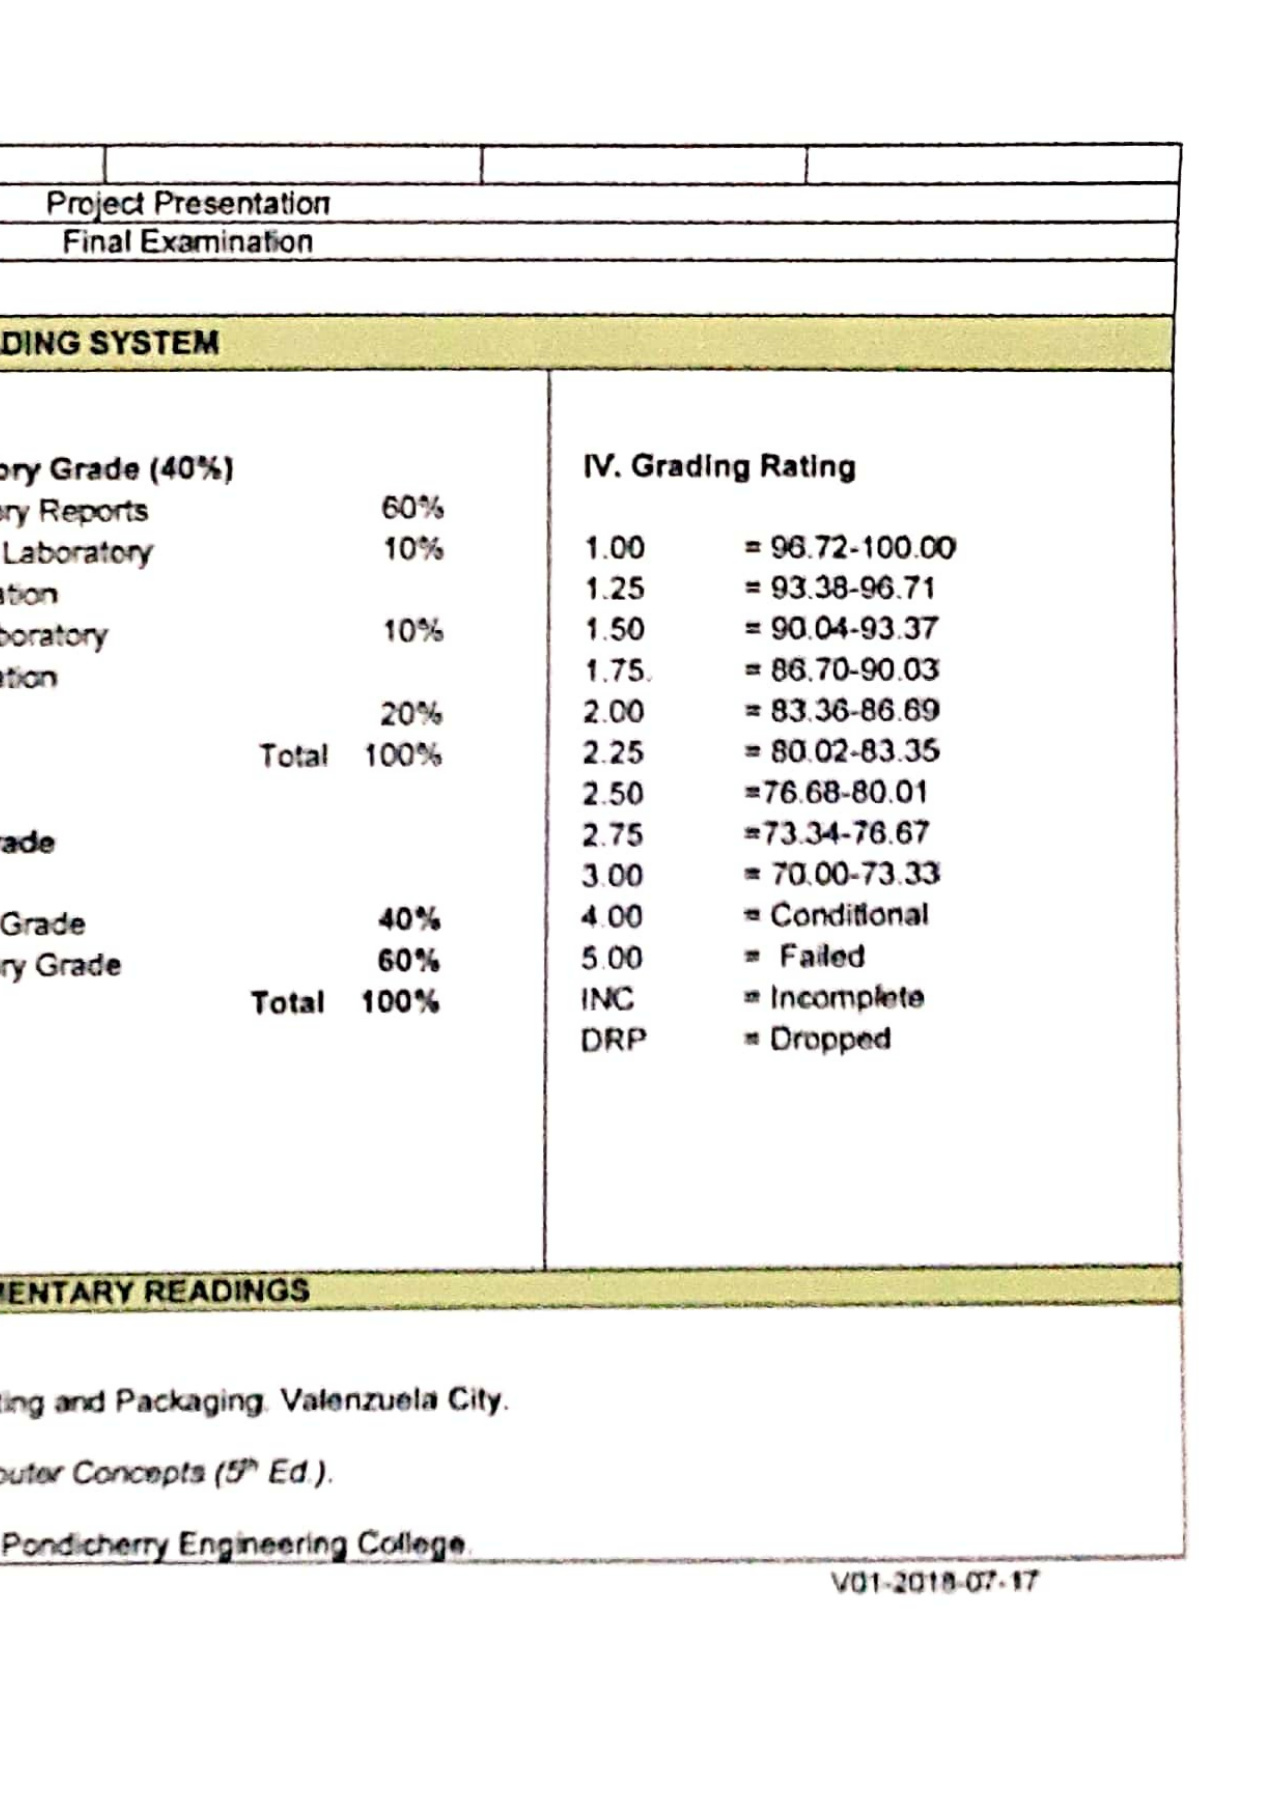 Project Presentation
Final Examination
DING SYSTEM
ory Grade (40%)
ry Reports 60%
Laboratory 10%
ation
boratory 10%
ation
20%
Total 100%
rade
Grade 40%
ry Grade 60%
Total 100%
IV. Grading Rating
1.00 = 96.72-100.00
1.25 = 93.38-96.71
1.50 = 90.04-93.37
1.75. = 86.70-90.03
2.00 = 83.36-86.69
2.25 = 80.02-83.35
2.50 =76.68-80.01
2.75 =73.34-76.67
3.00 = 70.00-73.33
4.00 = Conditional
5.00 = Failed
INC = Incomplete
DRP = Dropped
MENTARY READINGS
ting and Packaging. Valenzuela City.
puter Concepts (5th Ed.).
Pondicherry Engineering College.
V01-2018-07-17